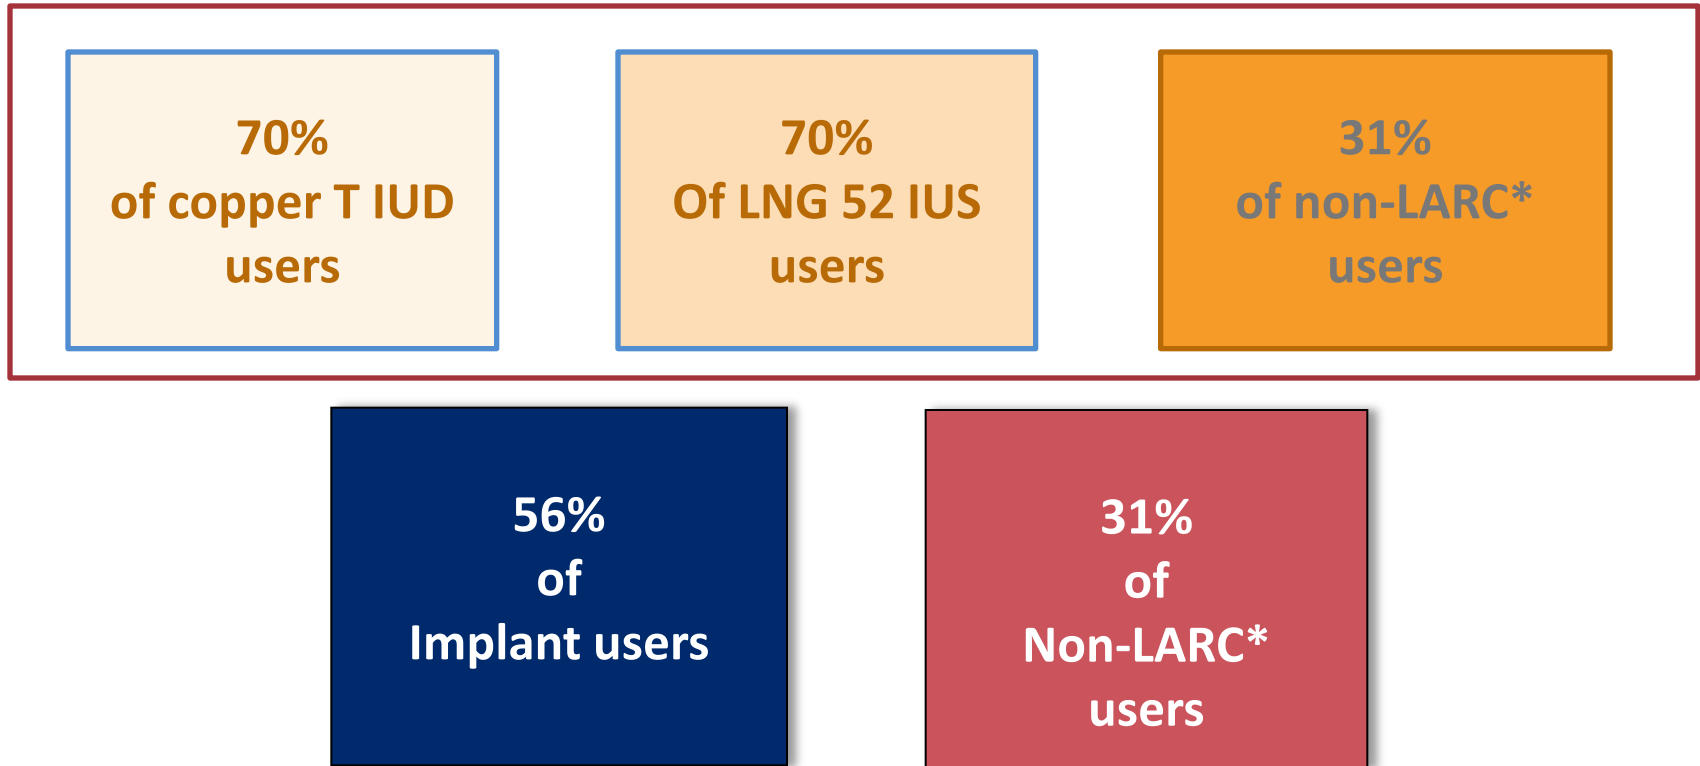 70%
of copper T IUD
users
70%
Of LNG 52 IUS
users
31%
of non-LARC*
users
56%
of
Implant users
31%
of
Non-LARC*
users